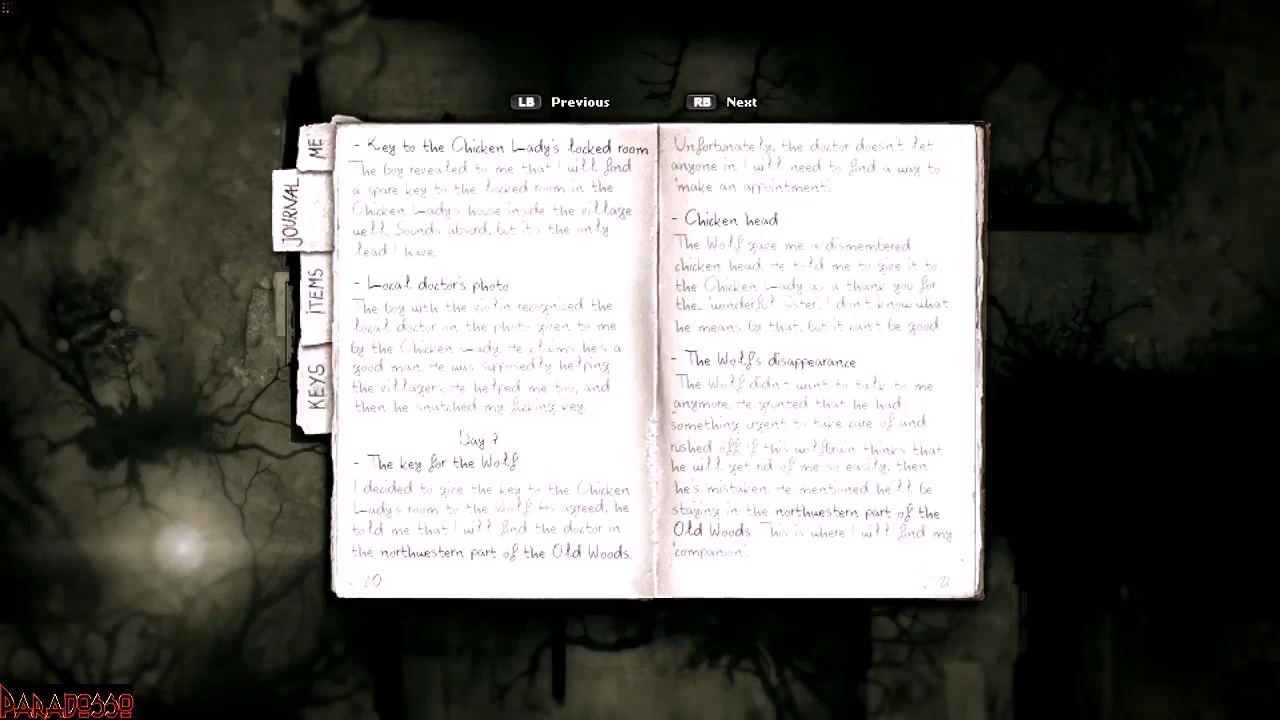 LB Previous RB Next
ME
JOURNAL
ITEMS
KEYS
- Key to the Chicken Lady's locked room
The boy revealed to me that I will find
a spare key to the locked room in the
Chicken Lady's house inside the village
well. Sounds absurd, but it's the only
lead I have.
- Local doctor's photo
The boy with the violin recognized the
local doctor on the photo given to me
by the Chicken Lady. He claims he's a
good man. He was supposedly helping
the villagers. He helped me too, and
then he snatched my fucking key.
Day 7
- The key for the Wolf
I decided to give the key to the Chicken
Lady's room to the Wolf. As agreed, he
told me that I will find the doctor in
the northwestern part of the Old Woods.
20
Unfortunately, the doctor doesn't let
anyone in. I will need to find a way to
"make an appointment".
- Chicken head
The Wolf gave me a dismembered
chicken head. He told me to give it to
the Chicken Lady as a thank you for
the "wonderful sister". I don't know what
he means by that, but it can't be good.
- The Wolf's disappearance
The Wolf didn't want to talk to me
anymore. He grunted that he had
something urgent to take care of and
rushed off. If this wolfbrain thinks that
he will get rid of me so easily, then
he's mistaken. He mentioned he'll be
staying in the northwestern part of the
Old Woods. This is where I will find my
"companion".
21
PARADOSSO